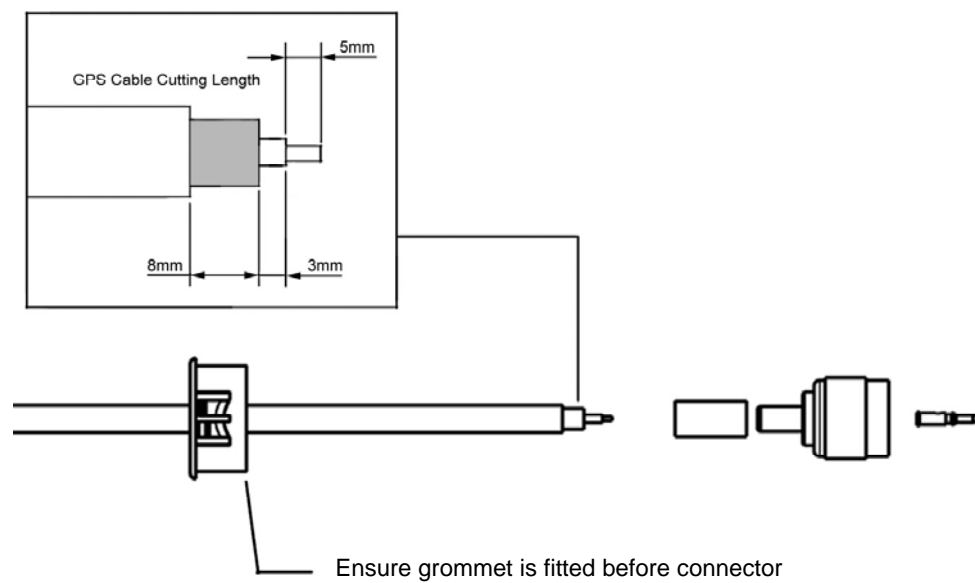 5mm
GPS Cable Cutting Length
8mm
3mm
Ensure grommet is fitted before connector